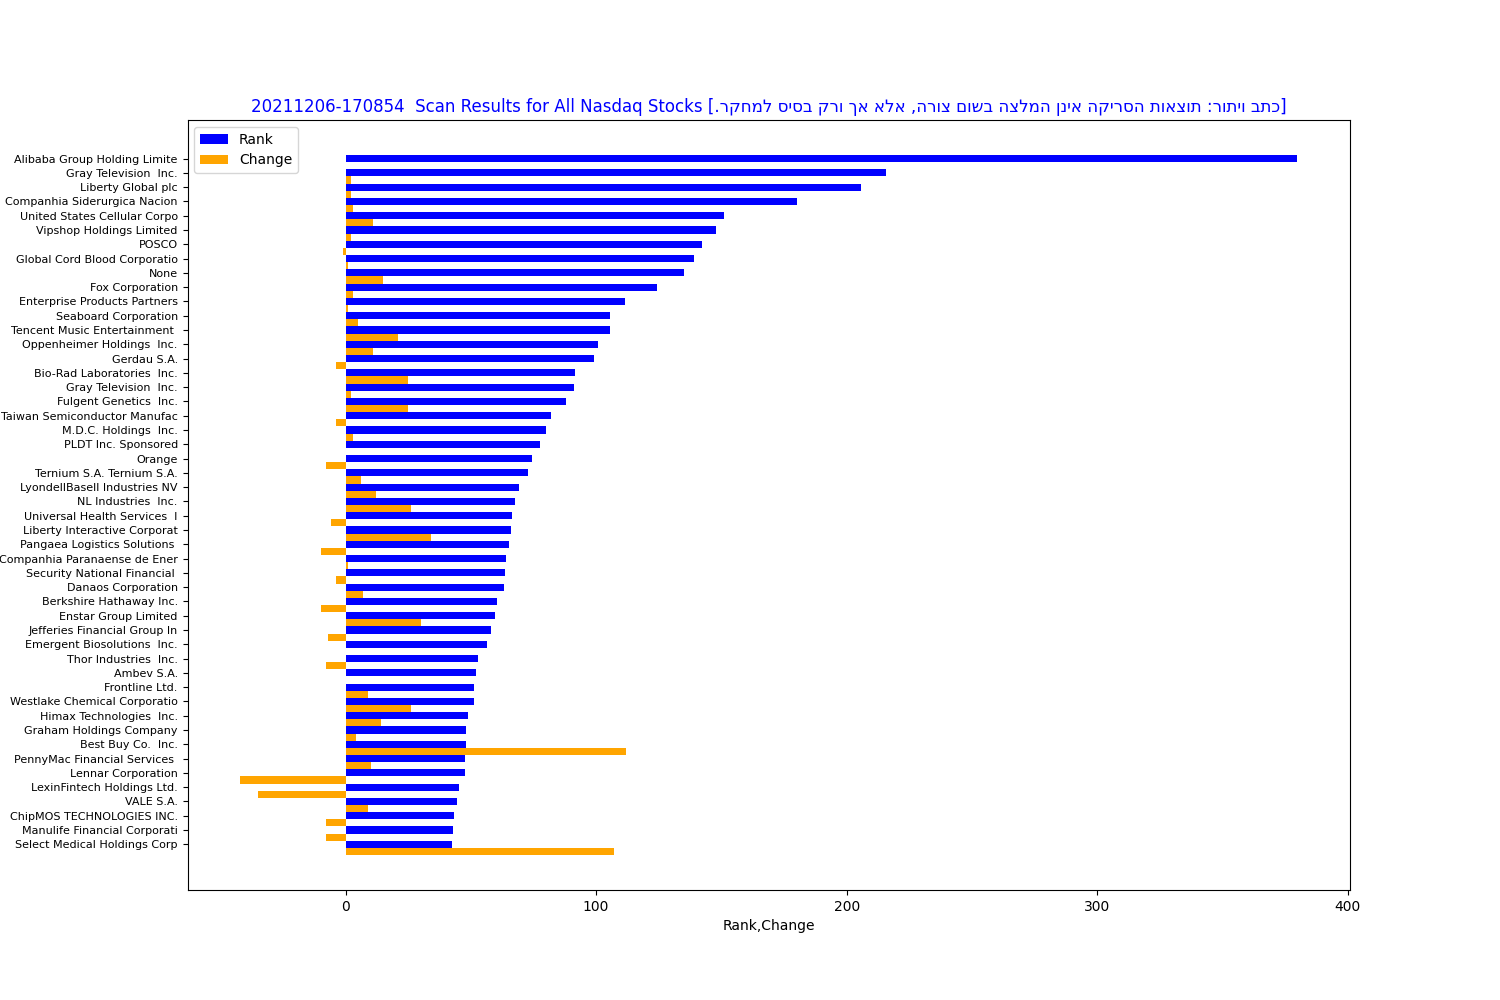 20211206-170854  Scan Results for All Nasdaq Stocks [כתב ויתור: תוצאות הסריקה אינן המלצה בשום צורה, אלא אך ורק בסיס למחקר.]
Rank
Change
Alibaba Group Holding Limite
Gray Television  Inc.
Liberty Global plc
Companhia Siderurgica Nacion
United States Cellular Corpo
Vipshop Holdings Limited
POSCO
Global Cord Blood Corporatio
None
Fox Corporation
Enterprise Products Partners
Seaboard Corporation
Tencent Music Entertainment
Oppenheimer Holdings  Inc.
Gerdau S.A.
Bio-Rad Laboratories  Inc.
Gray Television  Inc.
Fulgent Genetics  Inc.
Taiwan Semiconductor Manufac
M.D.C. Holdings  Inc.
PLDT Inc. Sponsored
Orange
Ternium S.A. Ternium S.A.
LyondellBasell Industries NV
NL Industries  Inc.
Universal Health Services  I
Liberty Interactive Corporat
Pangaea Logistics Solutions
Companhia Paranaense de Ener
Security National Financial
Danaos Corporation
Berkshire Hathaway Inc.
Enstar Group Limited
Jefferies Financial Group In
Emergent Biosolutions  Inc.
Thor Industries  Inc.
Ambev S.A.
Frontline Ltd.
Westlake Chemical Corporatio
Himax Technologies  Inc.
Graham Holdings Company
Best Buy Co.  Inc.
PennyMac Financial Services
Lennar Corporation
LexinFintech Holdings Ltd.
VALE S.A.
ChipMOS TECHNOLOGIES INC.
Manulife Financial Corporati
Select Medical Holdings Corp
0 100 200 300 400
Rank,Change